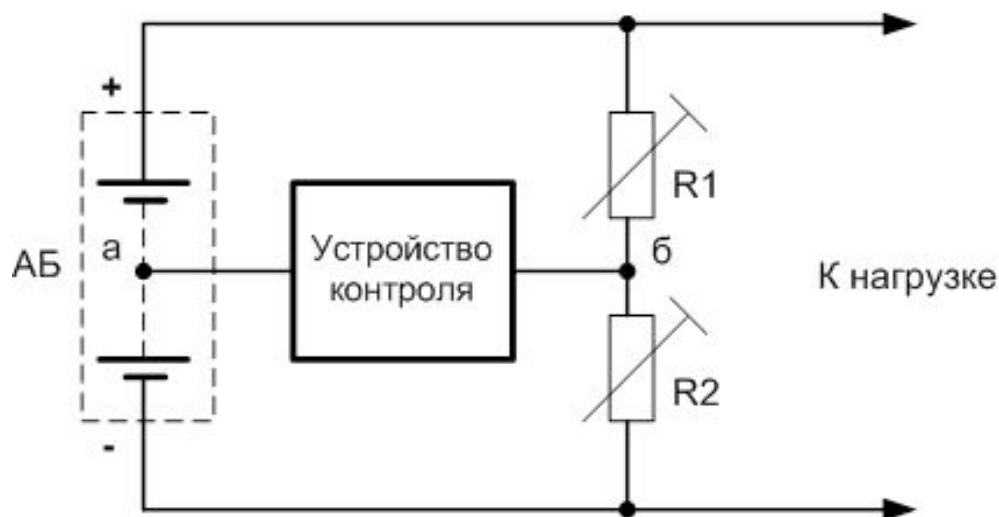 +
R1
а
б
АБ
Устройство
контроля
К нагрузке
R2
-